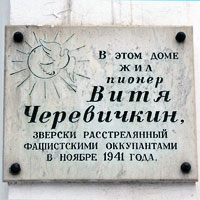 В этом доме
жил
пионер
Витя
Черевичкин,
зверски расстрелянный
фашистскими оккупантами
в ноябре 1941 года.